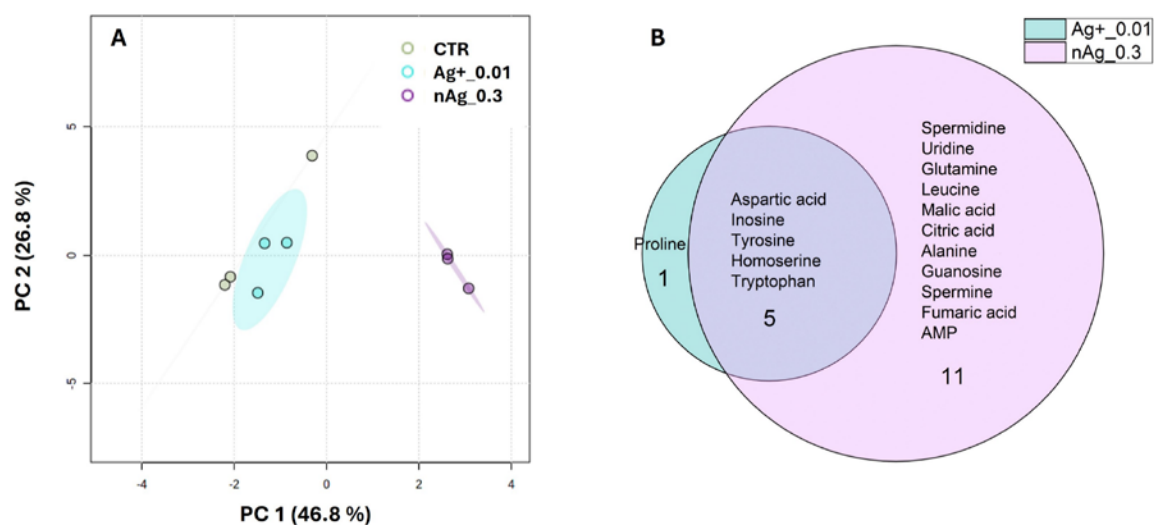 A
CTR
Ag+_0.01
nAg_0.3
PC 2 (26.8 %)
5
0
-5
-4
-2
0
2
4
PC 1 (46.8 %)
B
Ag+_0.01
nAg_0.3
Proline
1
Aspartic acid
Inosine
Tyrosine
Homoserine
Tryptophan
5
Spermidine
Uridine
Glutamine
Leucine
Malic acid
Citric acid
Alanine
Guanosine
Spermine
Fumaric acid
AMP
11